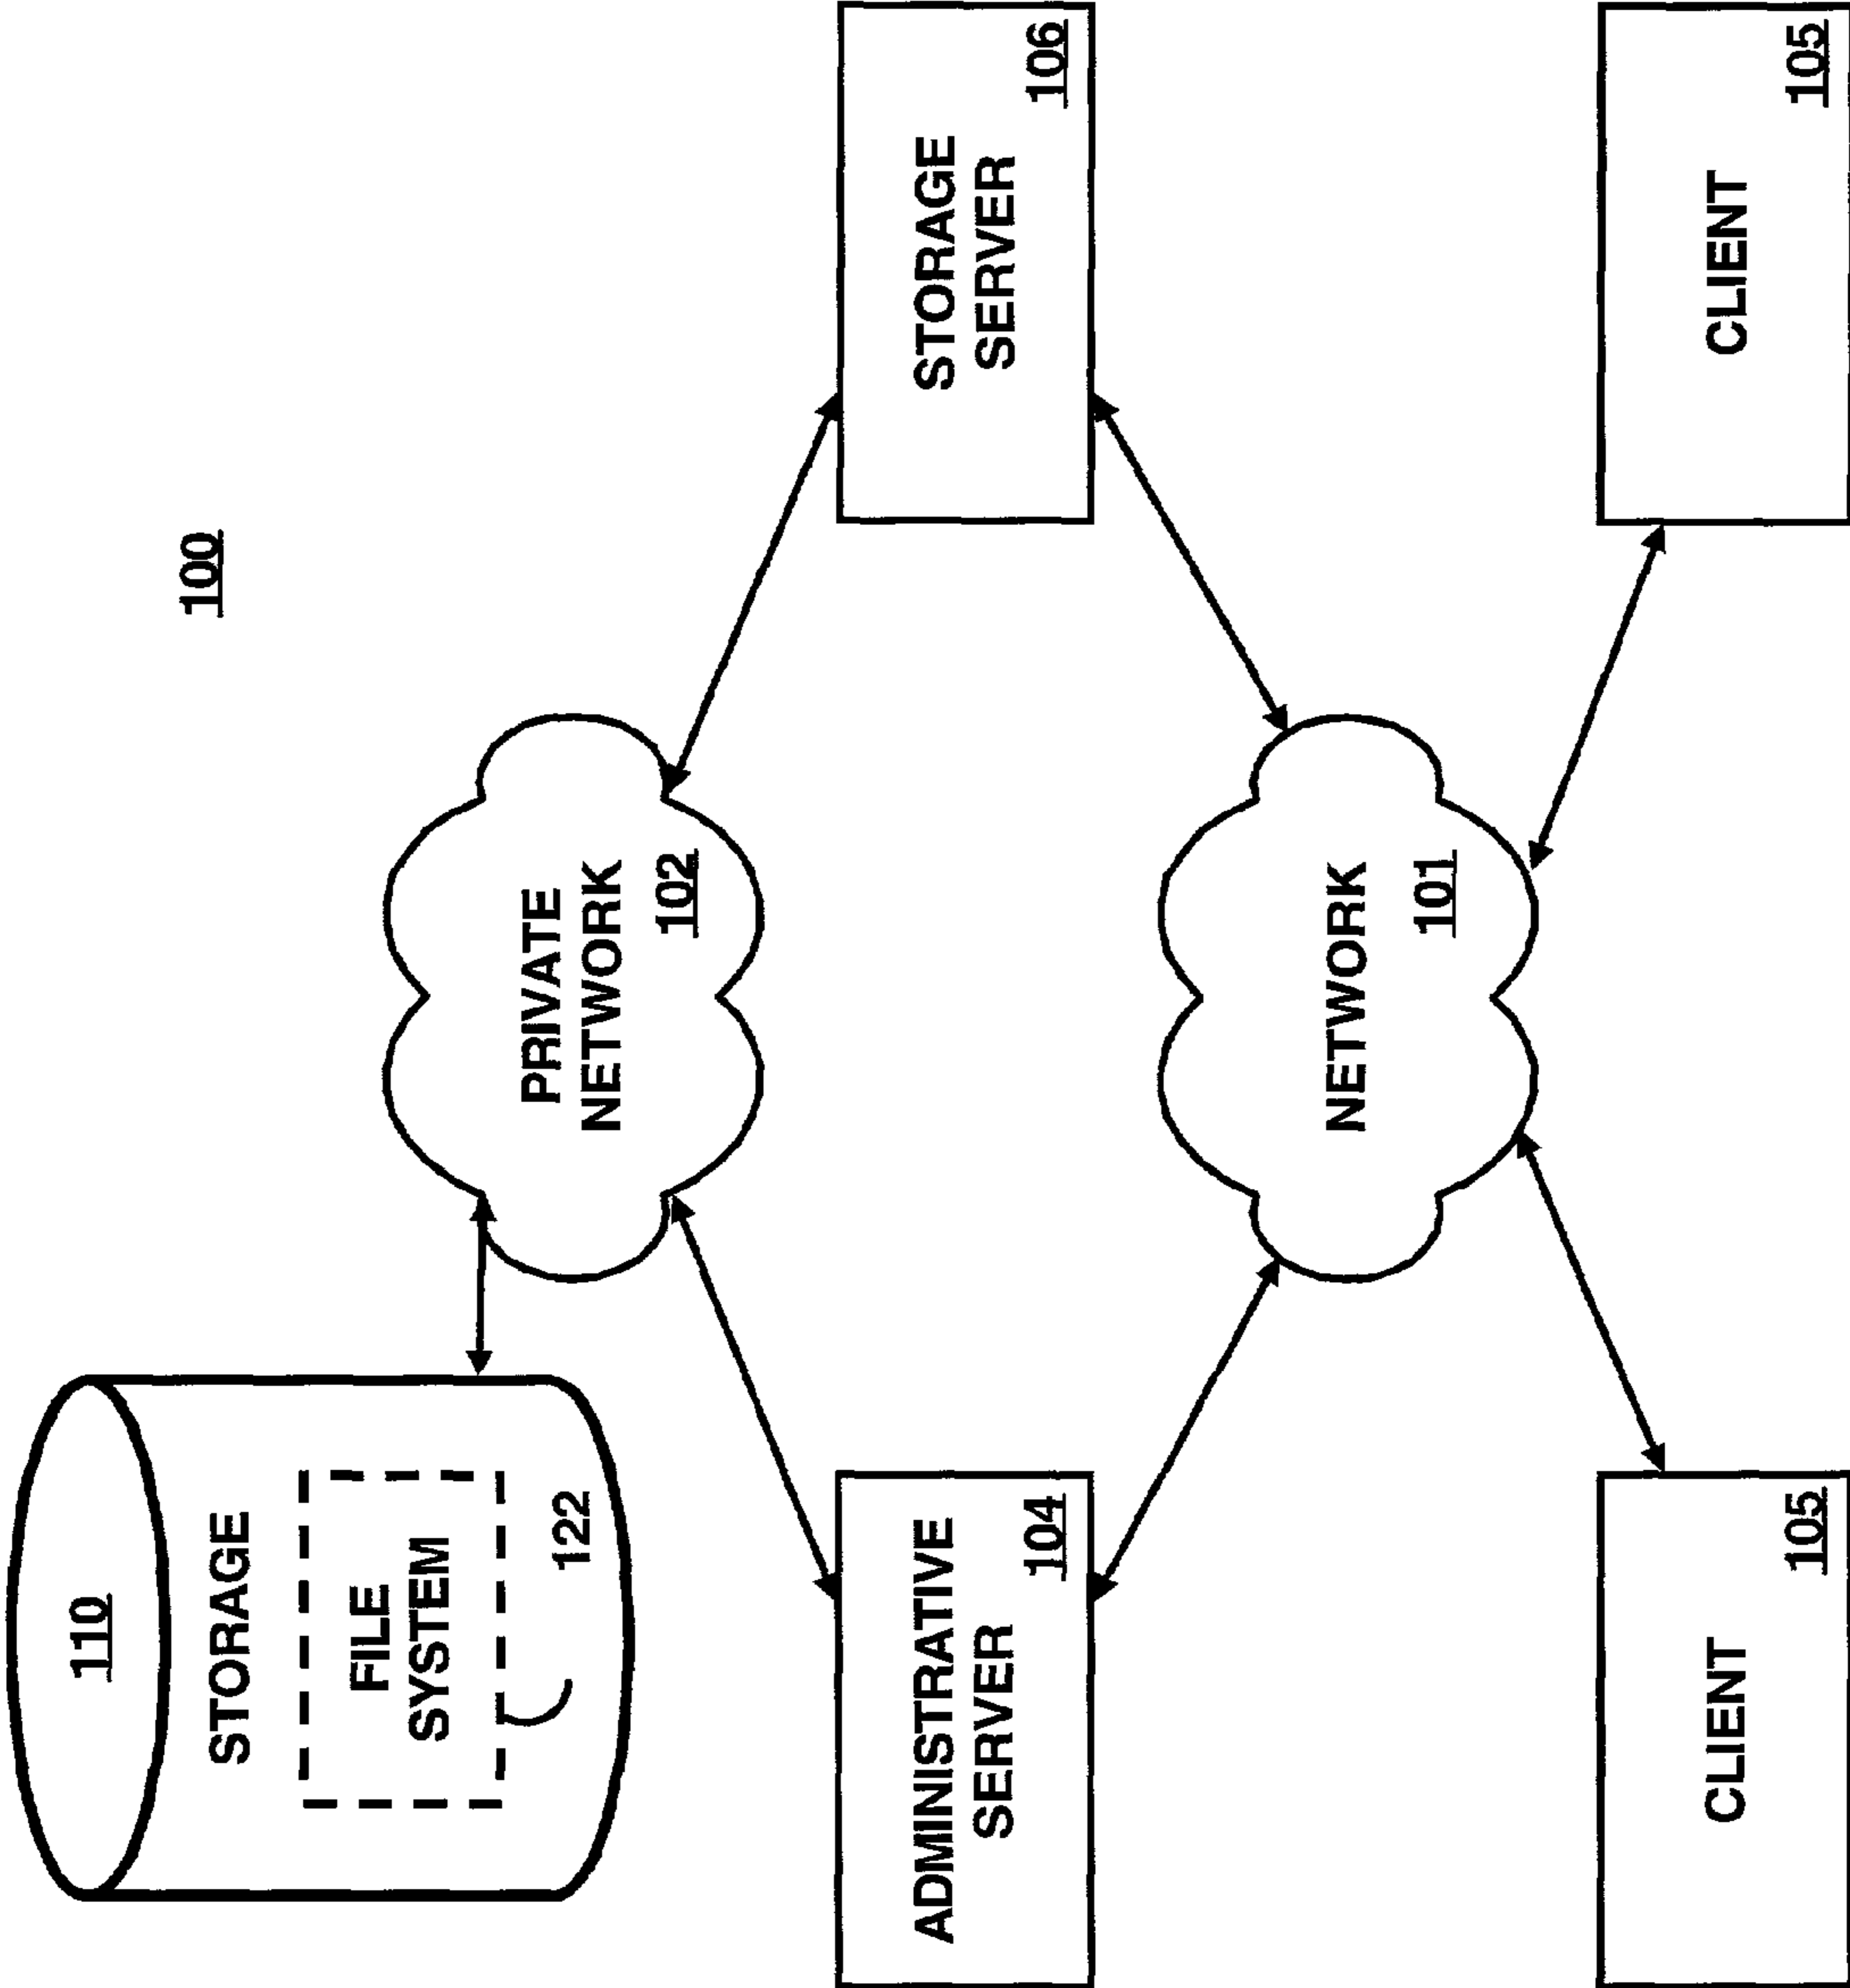 110
STORAGE
FILE
SYSTEM
122
100
PRIVATE
NETWORK
102
ADMINISTRATIVE
SERVER
104
STORAGE
SERVER
106
NETWORK
101
CLIENT
105
CLIENT
105